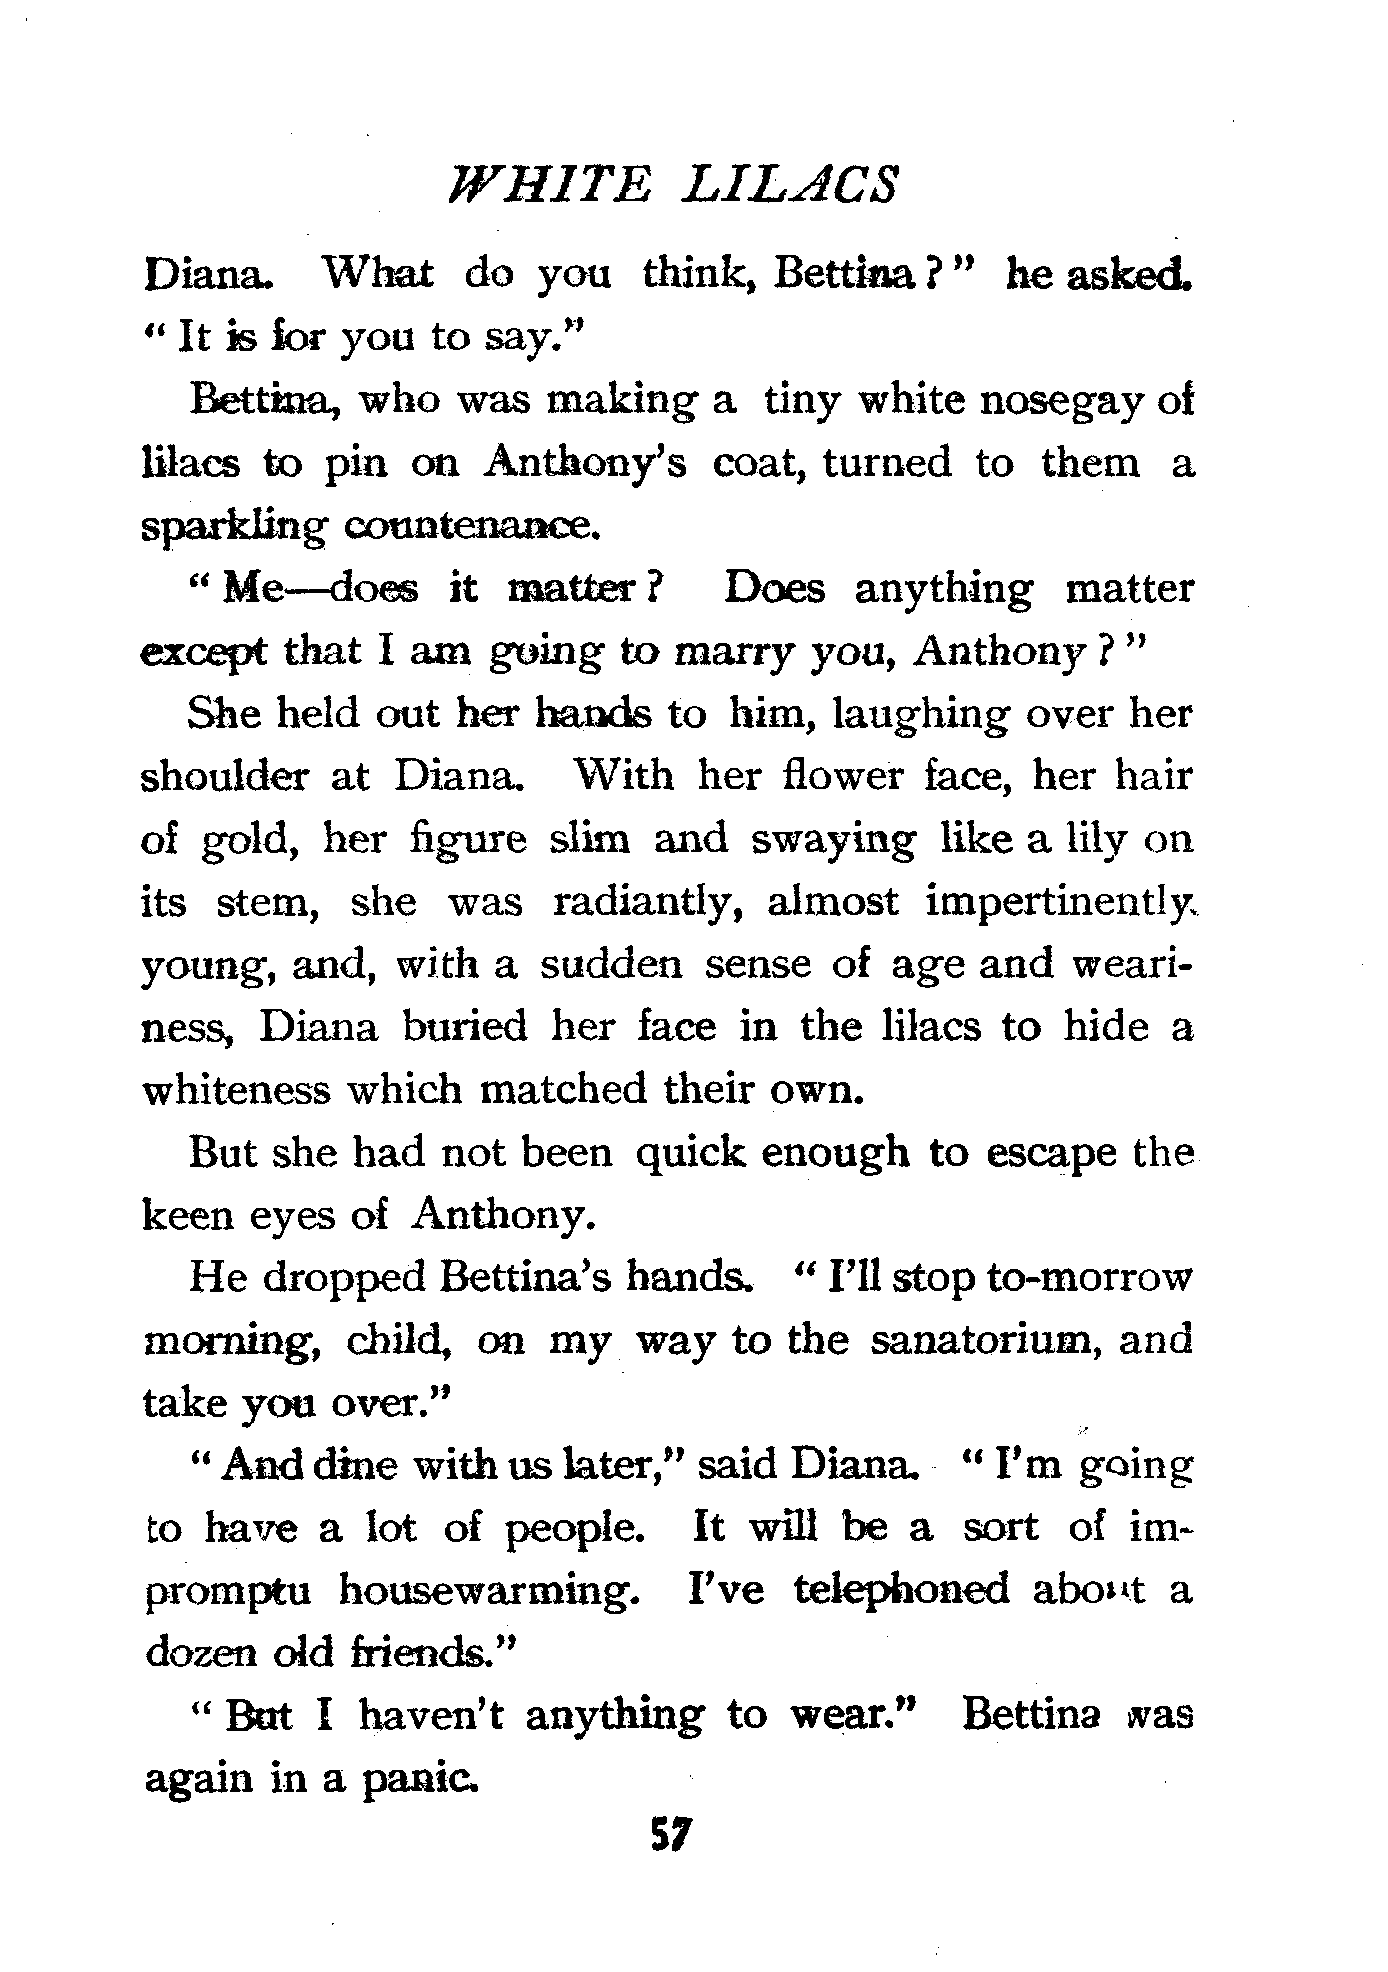 WHITE LILACS
Diana. What do you think, Bettina?" he asked.
"It is for you to say."
Bettina, who was making a tiny white nosegay of
lilacs to pin on Anthony's coat, turned to them a
sparkling countenance.
"Me—does it matter? Does anything matter
except that I am going to marry you, Anthony?"
She held out her hands to him, laughing over her
shoulder at Diana. With her flower face, her hair
of gold, her figure slim and swaying like a lily on
its stem, she was radiantly, almost impertinently
young, and, with a sudden sense of age and weari-
ness, Diana buried her face in the lilacs to hide a
whiteness which matched their own.
But she had not been quick enough to escape the
keen eyes of Anthony.
He dropped Bettina's hands. "I'll stop to-morrow
morning, child, on my way to the sanatorium, and
take you over."
"And dine with us later," said Diana. "I'm going
to have a lot of people. It will be a sort of im-
promptu housewarming. I've telephoned about a
dozen old friends."
"But I haven't anything to wear." Bettina was
again in a panic.
57